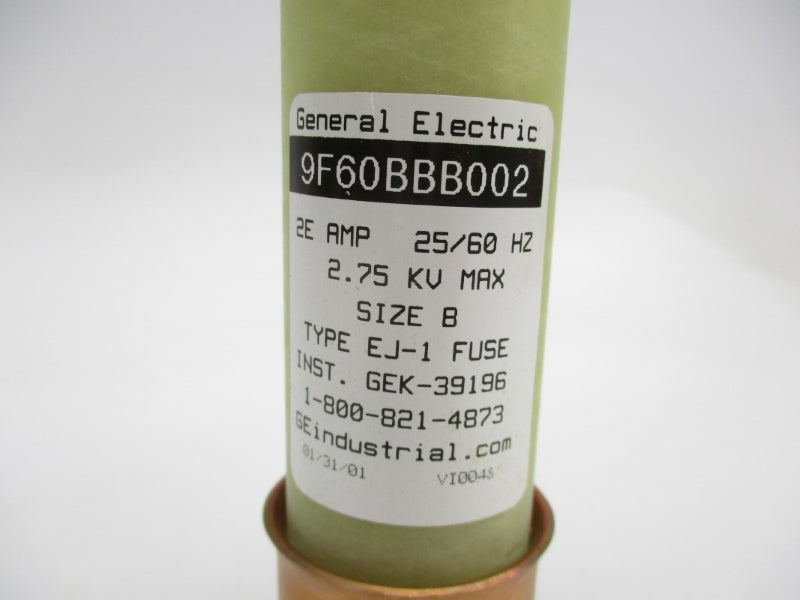 General Electric
9F60BBB002
2E AMP 25/60 HZ
2.75 KV MAX
SIZE B
TYPE EJ-1 FUSE
INST. GEK-39196
1-800-821-4873
GEindustrial.com
01/31/01 VI0048